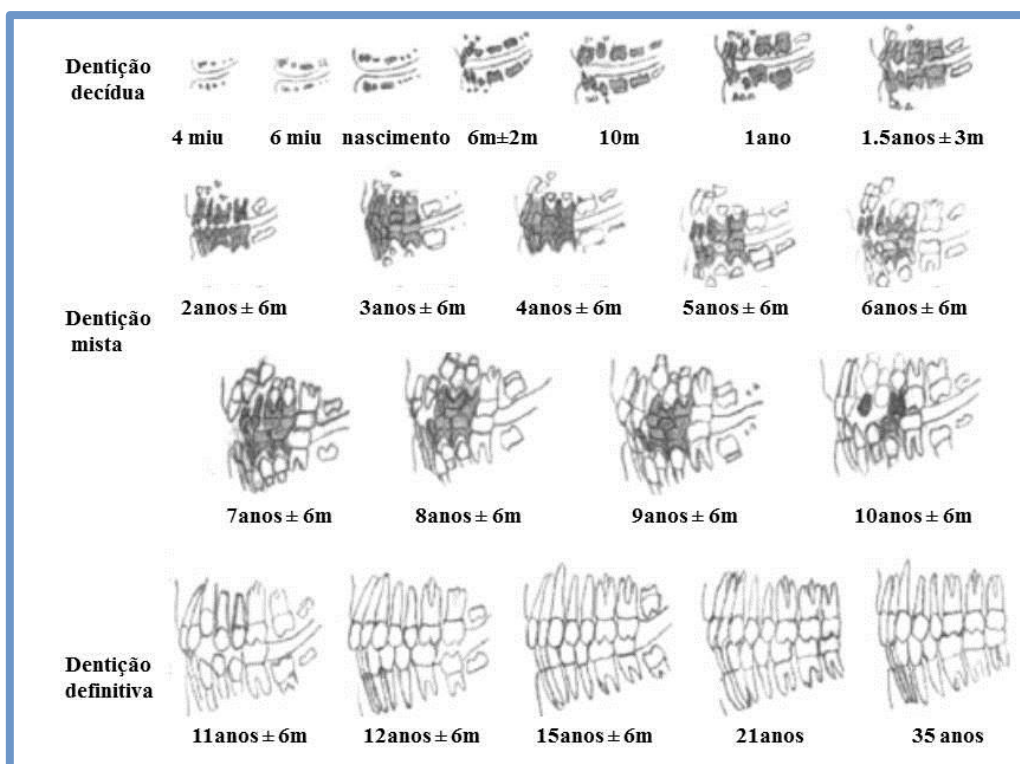 Dentição
decídua
4 miu 6 miu nascimento 6m±2m 10m 1ano 1.5anos ± 3m
Dentição
mista
2anos ± 6m 3anos ± 6m 4anos ± 6m 5anos ± 6m 6anos ± 6m
7anos ± 6m 8anos ± 6m 9anos ± 6m 10anos ± 6m
Dentição
definitiva
11anos ± 6m 12anos ± 6m 15anos ± 6m 21anos 35 anos